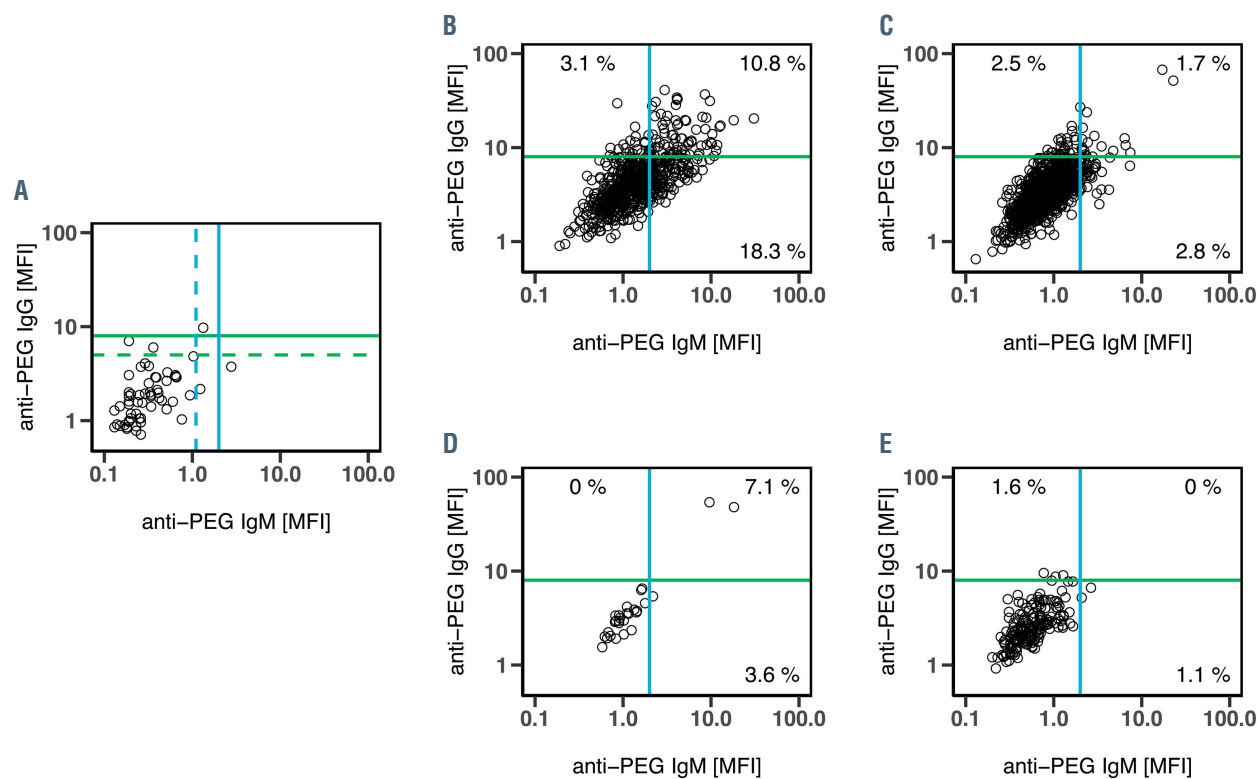 A
anti−PEG IgG [MFI]
100
10
1
0.1 1.0 10.0 100.0
anti−PEG IgM [MFI]
B
anti−PEG IgG [MFI]
100
10
1
3.1 % 10.8 %
18.3 %
0.1 1.0 10.0 100.0
anti−PEG IgM [MFI]
C
anti−PEG IgG [MFI]
100
10
1
2.5 % 1.7 %
2.8 %
0.1 1.0 10.0 100.0
anti−PEG IgM [MFI]
D
anti−PEG IgG [MFI]
100
10
1
0 % 7.1 %
3.6 %
0.1 1.0 10.0 100.0
anti−PEG IgM [MFI]
E
anti−PEG IgG [MFI]
100
10
1
1.6 % 0 %
1.1 %
0.1 1.0 10.0 100.0
anti−PEG IgM [MFI]